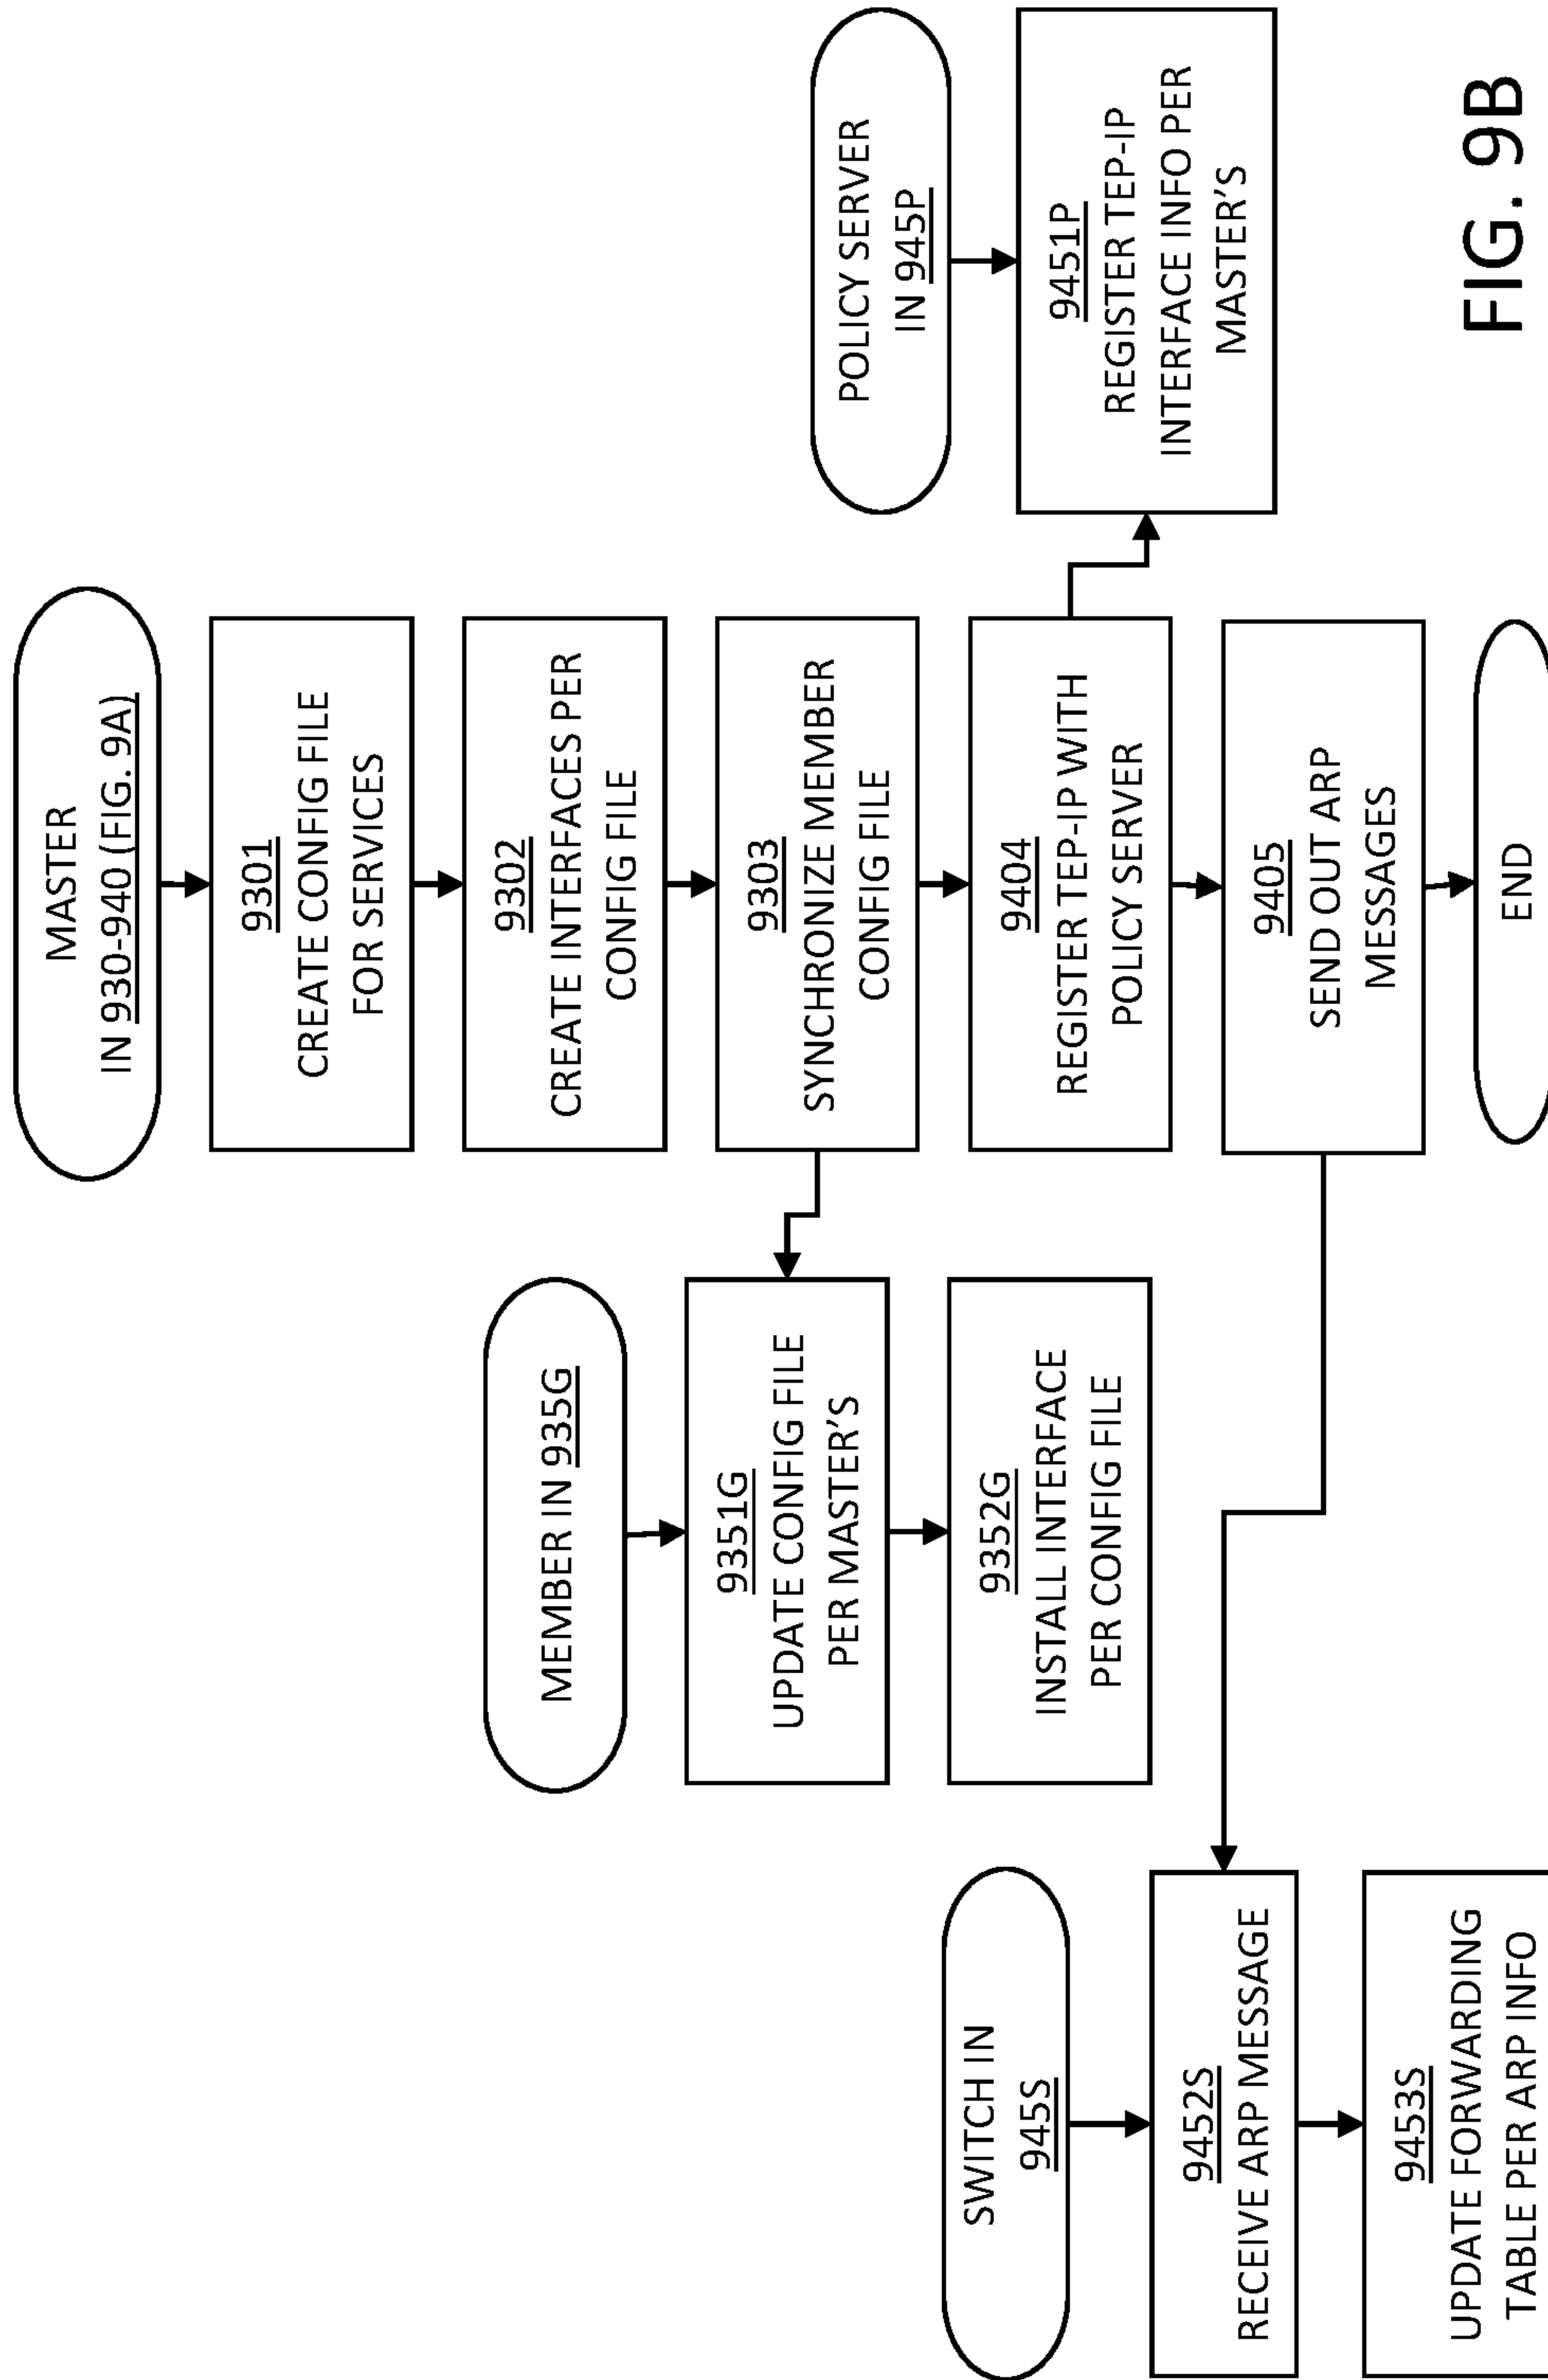 MASTER
IN 930-940 (FIG. 9A)
9301
CREATE CONFIG FILE
FOR SERVICES
9302
CREATE INTERFACES PER
CONFIG FILE
9303
SYNCHRONIZE MEMBER
CONFIG FILE
9404
REGISTER TEP-IP WITH
POLICY SERVER
9405
SEND OUT ARP
MESSAGES
END
MEMBER IN 935G
9351G
UPDATE CONFIG FILE
PER MASTER'S
9352G
INSTALL INTERFACE
PER CONFIG FILE
SWITCH IN
945S
9452S
RECEIVE ARP MESSAGE
9453S
UPDATE FORWARDING
TABLE PER ARP INFO
POLICY SERVER
IN 945P
9451P
REGISTER TEP-IP
INTERFACE INFO PER
MASTER'S
FIG. 9B